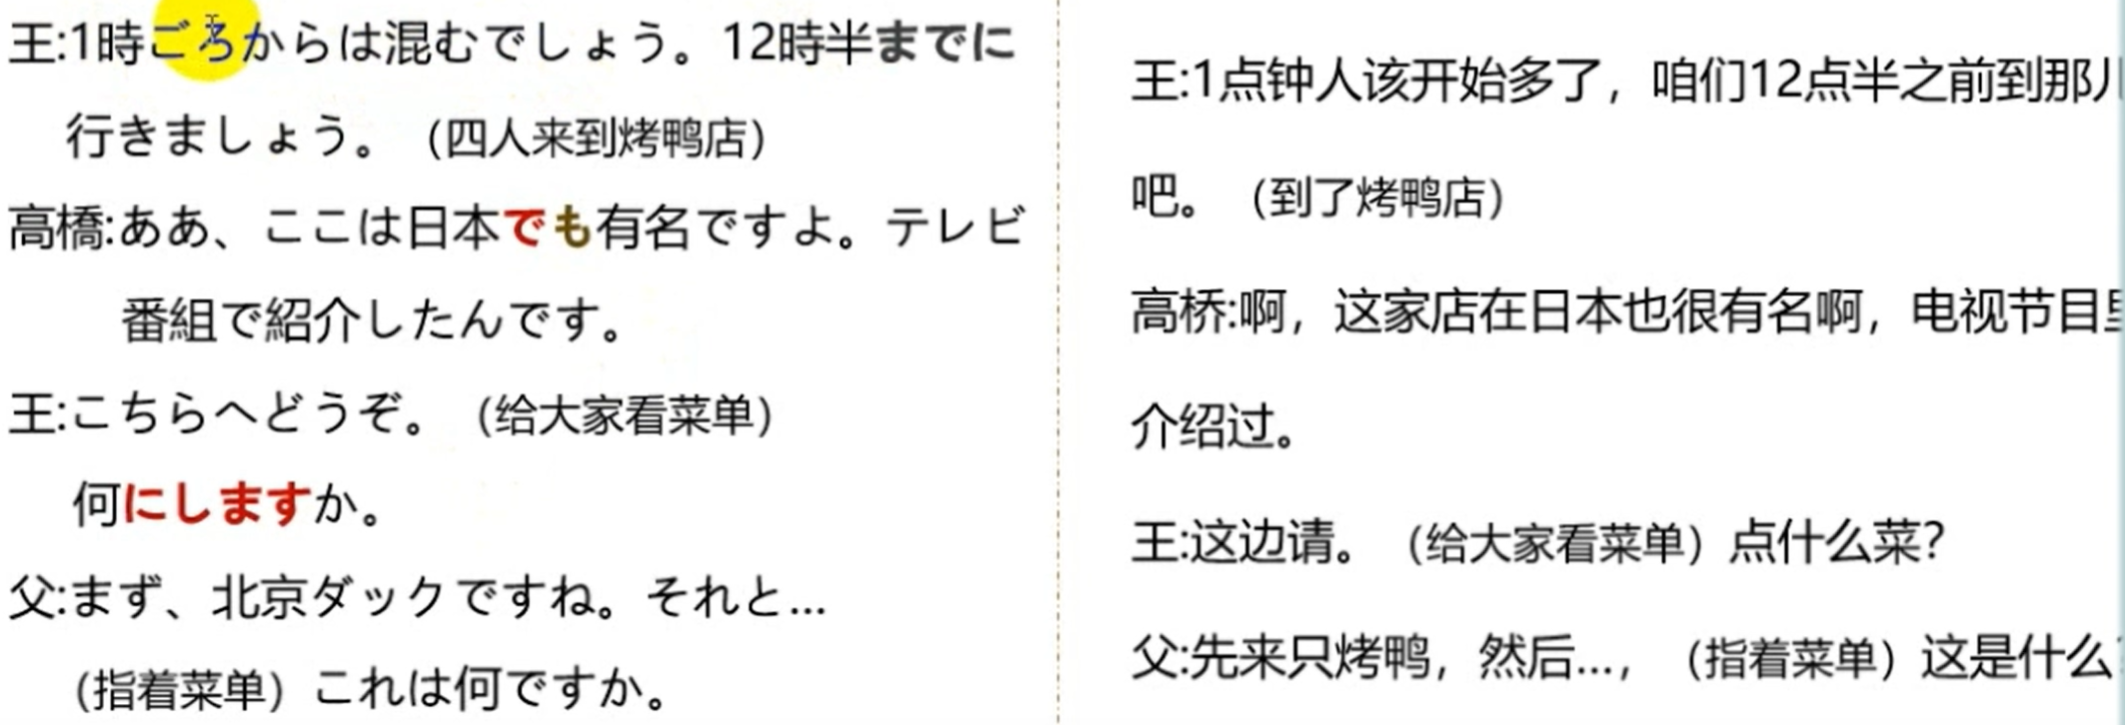 王:1時ごろからは混むでしょう。12時半までに
行きましょう。（四人来到烤鸭店）
高橋:ああ、ここは日本でも有名ですよ。テレビ
番組で紹介したんです。
王:こちらへどうぞ。（给大家看菜单）
何にしますか。
父:まず、北京ダックですね。それと...
（指着菜单）これは何ですか。
王:1点钟人该开始多了，咱们12点半之前到那儿
吧。（到了烤鸭店）
高桥:啊，这家店在日本也很有名啊，电视节目里
介绍过。
王:这边请。（给大家看菜单）点什么菜?
父:先来只烤鸭，然后...，（指着菜单）这是什么